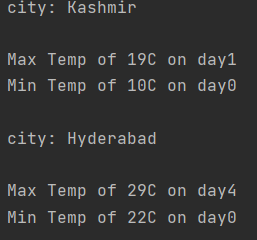 city: Kashmir
Max Temp of 19C on day1
Min Temp of 10C on day0
city: Hyderabad
Max Temp of 29C on day4
Min Temp of 22C on day0